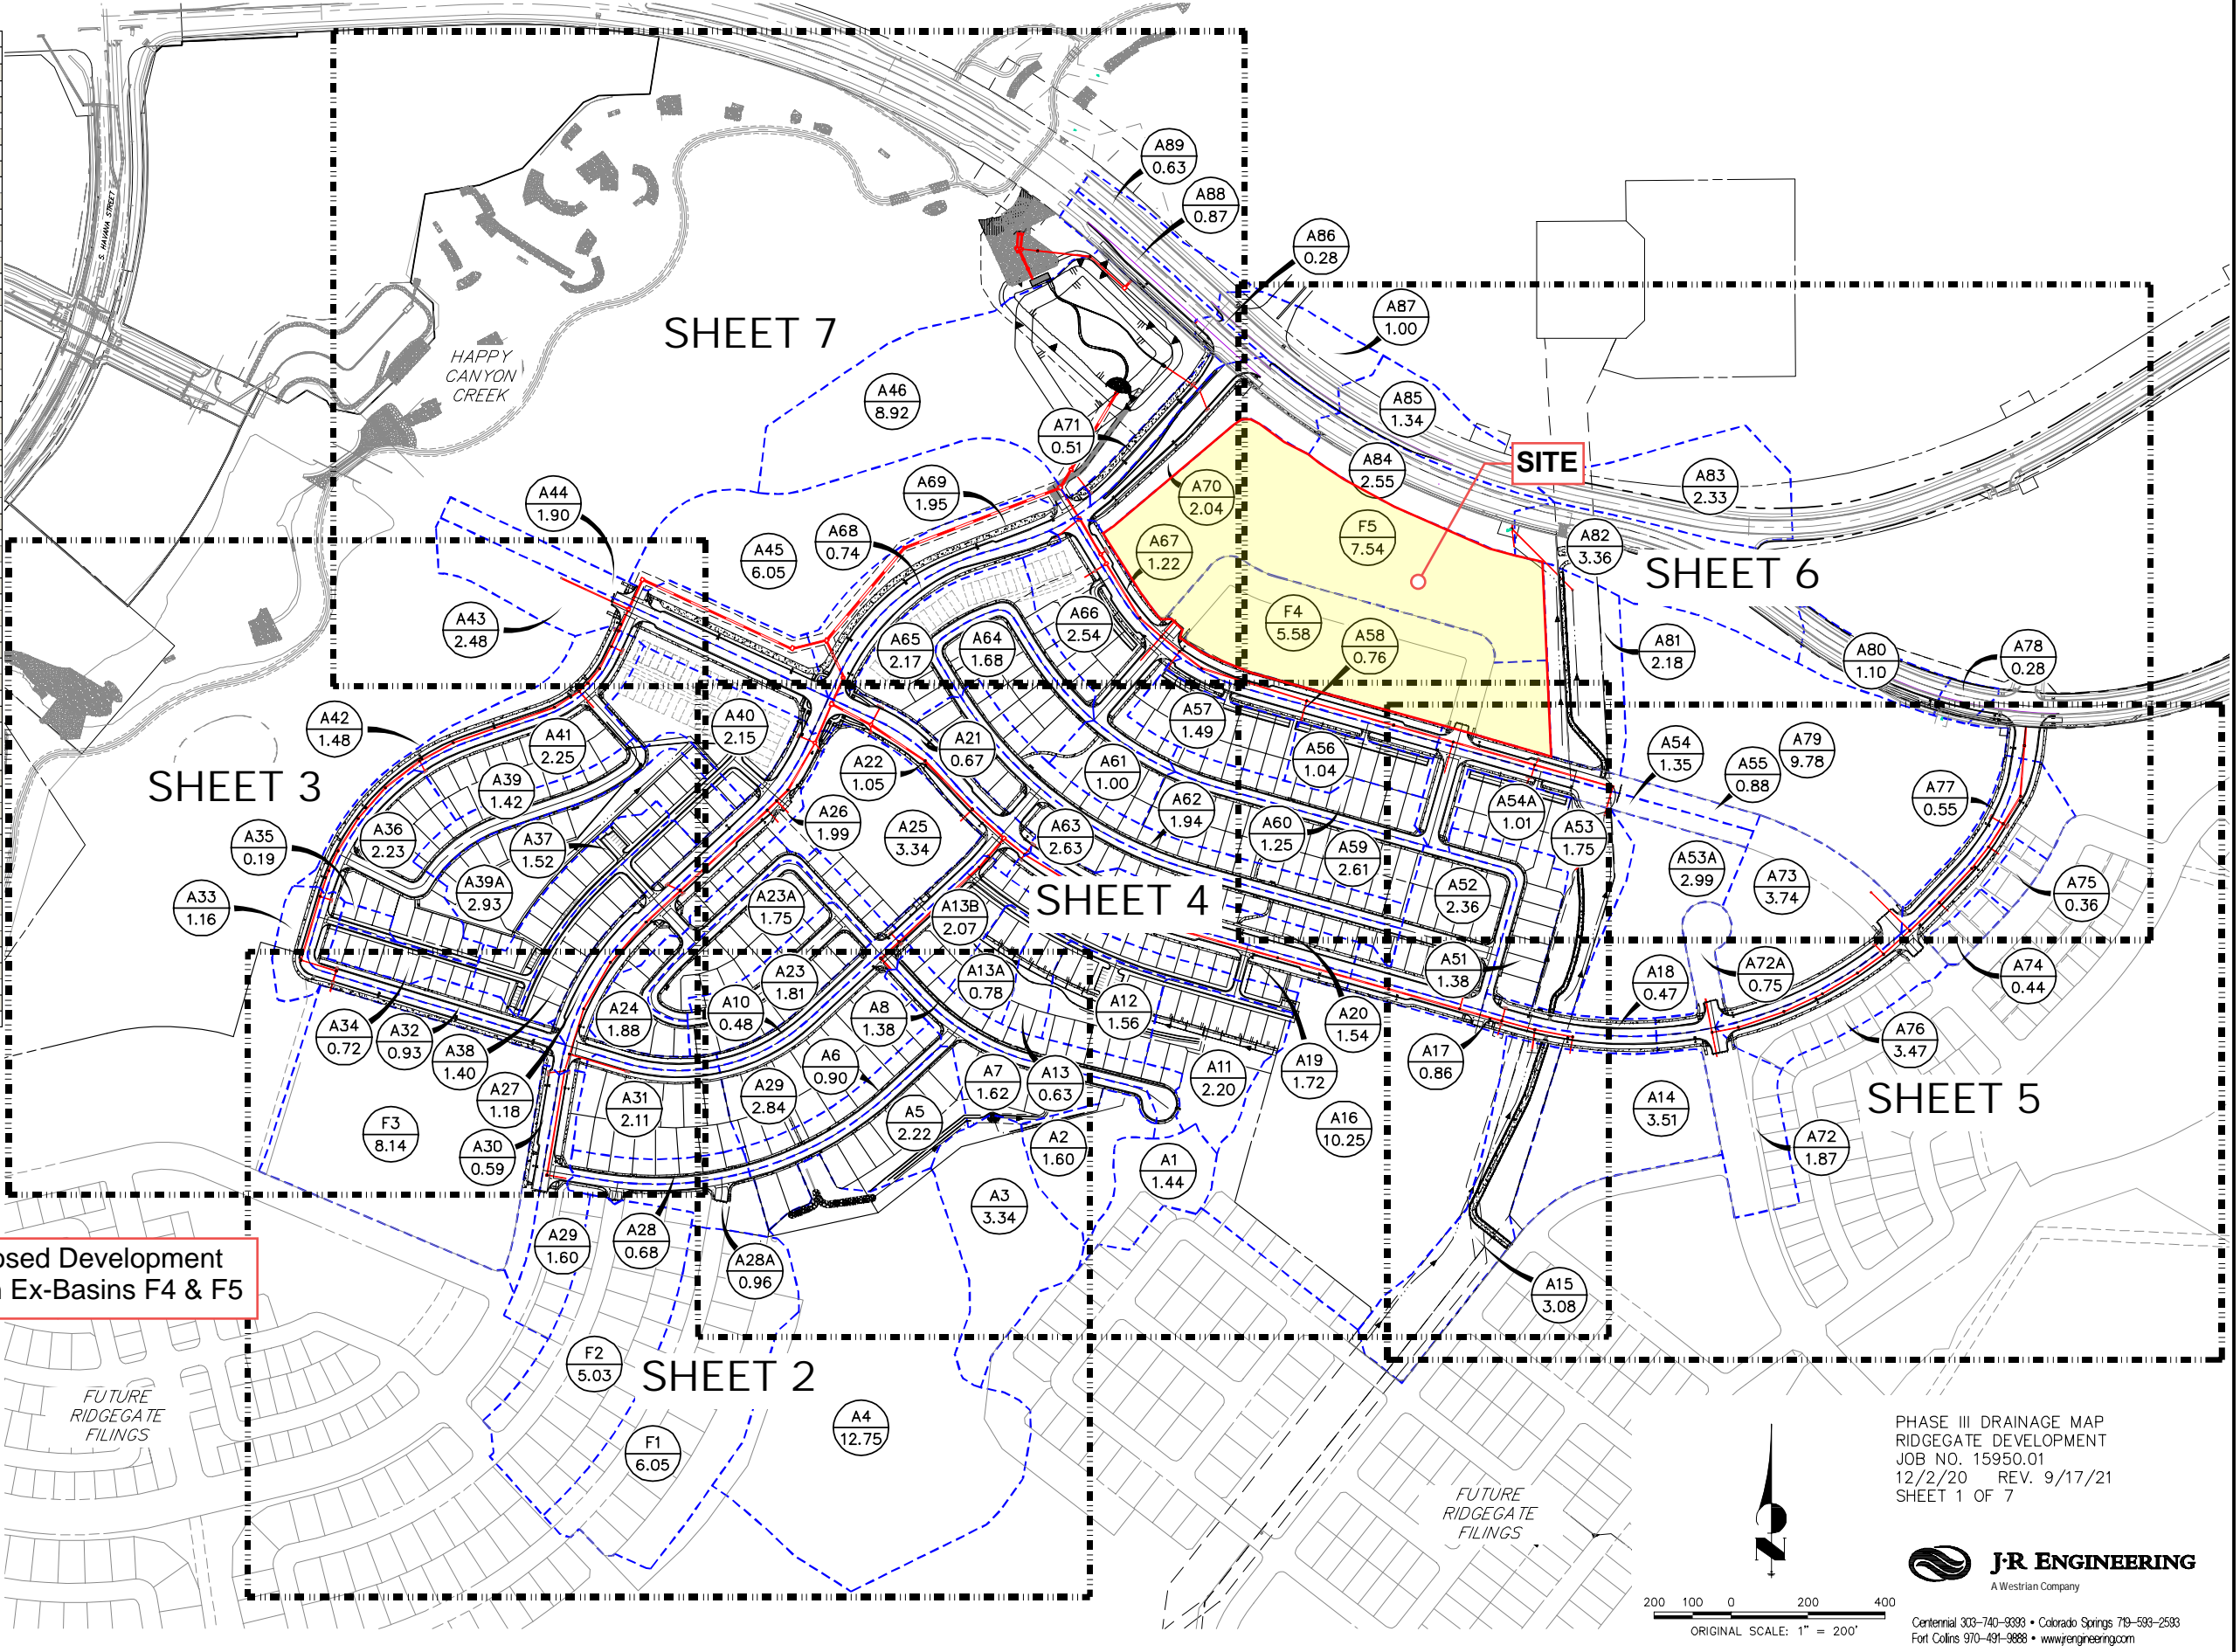 S. HAVANA STREET
HAPPY
CANYON
CREEK
SHEET 7
A89
0.63
A88
0.87
A86
0.28
A87
1.00
A46
8.92
A85
1.34
A71
0.51
A84
2.55
SITE
A83
2.33
A44
1.90
A69
1.95
A70
2.04
A68
0.74
A45
6.05
A67
1.22
F5
7.54
A82
3.36
SHEET 6
A43
2.48
A65
2.17
A64
1.68
A66
2.54
F4
5.58
A58
0.76
A81
2.18
A80
1.10
A78
0.28
A42
1.48
A41
2.25
A40
2.15
A21
0.67
A57
1.49
A56
1.04
A54
1.35
A55
0.88
A79
9.78
SHEET 3
A39
1.42
A22
1.05
A61
1.00
A62
1.94
A54A
1.01
A77
0.55
A35
0.19
A36
2.23
A37
1.52
A26
1.99
A25
3.34
A63
2.63
A60
1.25
A59
2.61
A53
1.75
A53A
2.99
A73
3.74
A33
1.16
A39A
2.93
A23A
1.75
A13B
2.07
SHEET 4
A52
2.36
A75
0.36
A34
0.72
A32
0.93
A38
1.40
A24
1.88
A10
0.48
A23
1.81
A8
1.38
A13A
0.78
A12
1.56
A51
1.38
A18
0.47
A72A
0.75
A74
0.44
A20
1.54
A19
1.72
A17
0.86
A76
3.47
A27
1.18
A31
2.11
A29
2.84
A6
0.90
A7
1.62
A13
0.63
A11
2.20
A16
10.25
A14
3.51
SHEET 5
F3
8.14
A30
0.59
A5
2.22
A2
1.60
A1
1.44
A72
1.87
A3
3.34
A29
1.60
A28
0.68
A28A
0.96
A15
3.08
osed Development
Ex-Basins F4 & F5
F2
5.03
SHEET 2
FUTURE
RIDGEGATE
FILINGS
F1
6.05
A4
12.75
FUTURE
RIDGEGATE
FILINGS
PHASE III DRAINAGE MAP
RIDGEGATE DEVELOPMENT
JOB NO. 15950.01
12/2/20 REV. 9/17/21
SHEET 1 OF 7
N
J·R ENGINEERING
A Westrian Company
200 100 0 200 400
ORIGINAL SCALE: 1" = 200'
Centennial 303-740-9393 • Colorado Springs 719-593-2593
Fort Collins 970-491-9888 • www.jrengineering.com